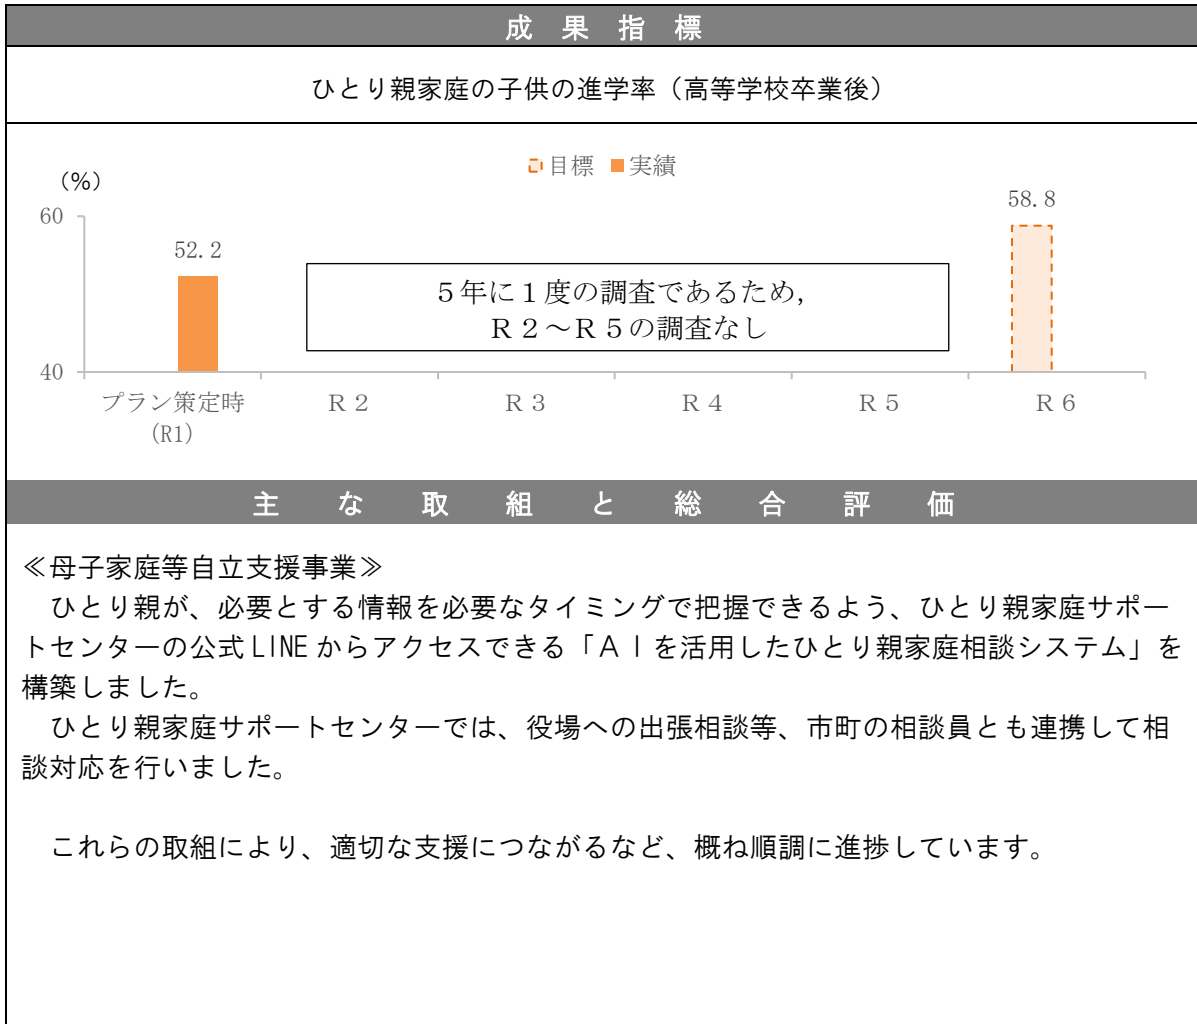 成果指標
ひとり親家庭の子供の進学率（高等学校卒業後）
目標 実績
(%)
60
52.2
58.8
５年に１度の調査であるため,
Ｒ２～Ｒ５の調査なし
40
プラン策定時
(R1)
Ｒ２
Ｒ３
Ｒ４
Ｒ５
Ｒ６
主な取組と総合評価
≪母子家庭等自立支援事業≫
ひとり親が、必要とする情報を必要なタイミングで把握できるよう、ひとり親家庭サポー
トセンターの公式LINEからアクセスできる「ＡＩを活用したひとり親家庭相談システム」を
構築しました。
ひとり親家庭サポートセンターでは、役場への出張相談等、市町の相談員とも連携して相
談対応を行いました。
これらの取組により、適切な支援につながるなど、概ね順調に進捗しています。